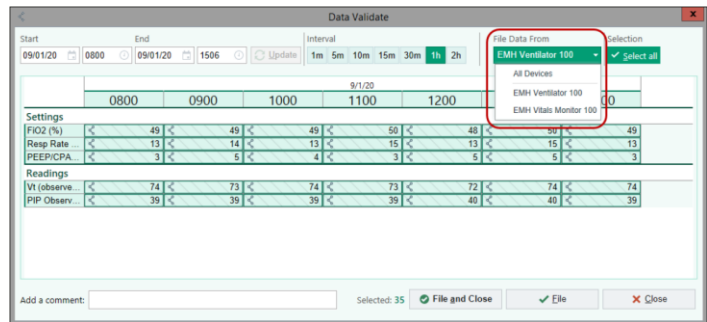 Data Validate
Start End Interval File Data From Selection
09/01/20 0800 09/01/20 1506 Update 1m 5m 10m 15m 30m 1h 2h EMH Ventilator 100 Select all
All Devices
EMH Ventilator 100
EMH Vitals Monitor 100
9/1/20
0800 0900 1000 1100 1200 00
Settings
FiO2 (%) 49 49 49 50 48 50 49
Resp Rate ... 13 14 13 15 13 15 13
PEEP/CPA... 3 5 4 3 5 5 3
Readings
Vt (observe... 74 73 74 73 72 74 74
PIP Observ... 39 39 39 39 40 40 39
Add a comment: Selected: 35 File and Close File Close